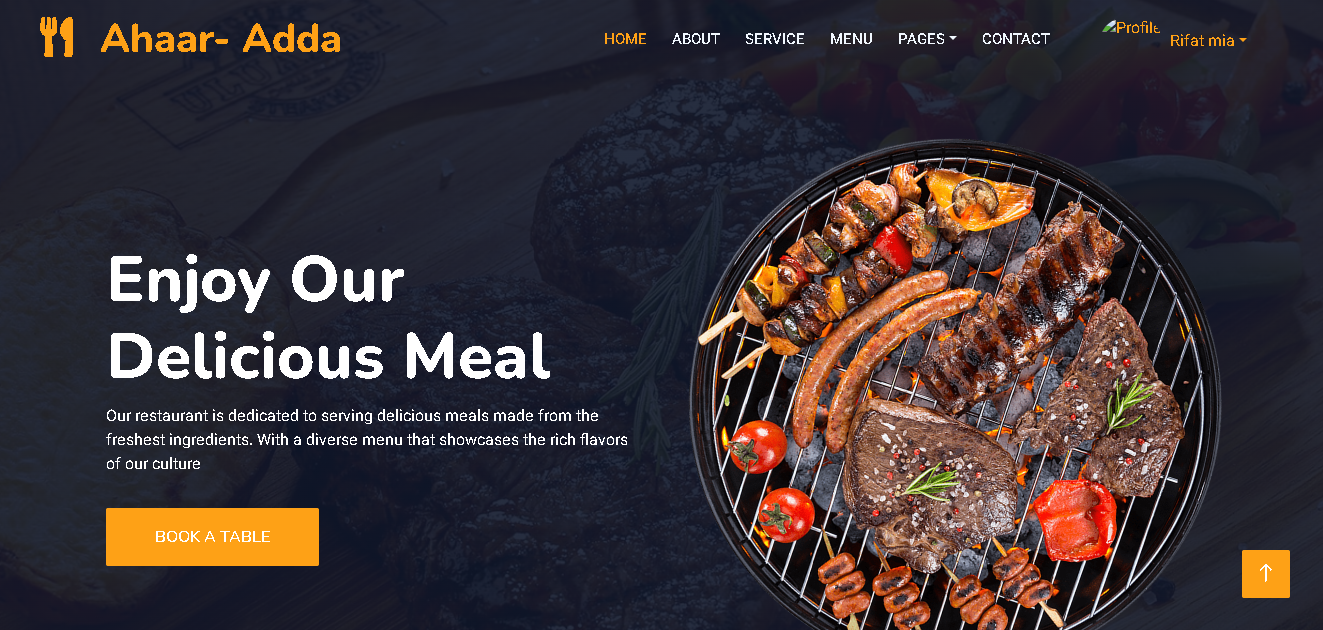 Ahaar- Adda
HOME ABOUT SERVICE MENU PAGES CONTACT
Profile
Rifat mia
Enjoy Our
Delicious Meal
Our restaurant is dedicated to serving delicious meals made from the
freshest ingredients. With a diverse menu that showcases the rich flavors
of our culture
BOOK A TABLE